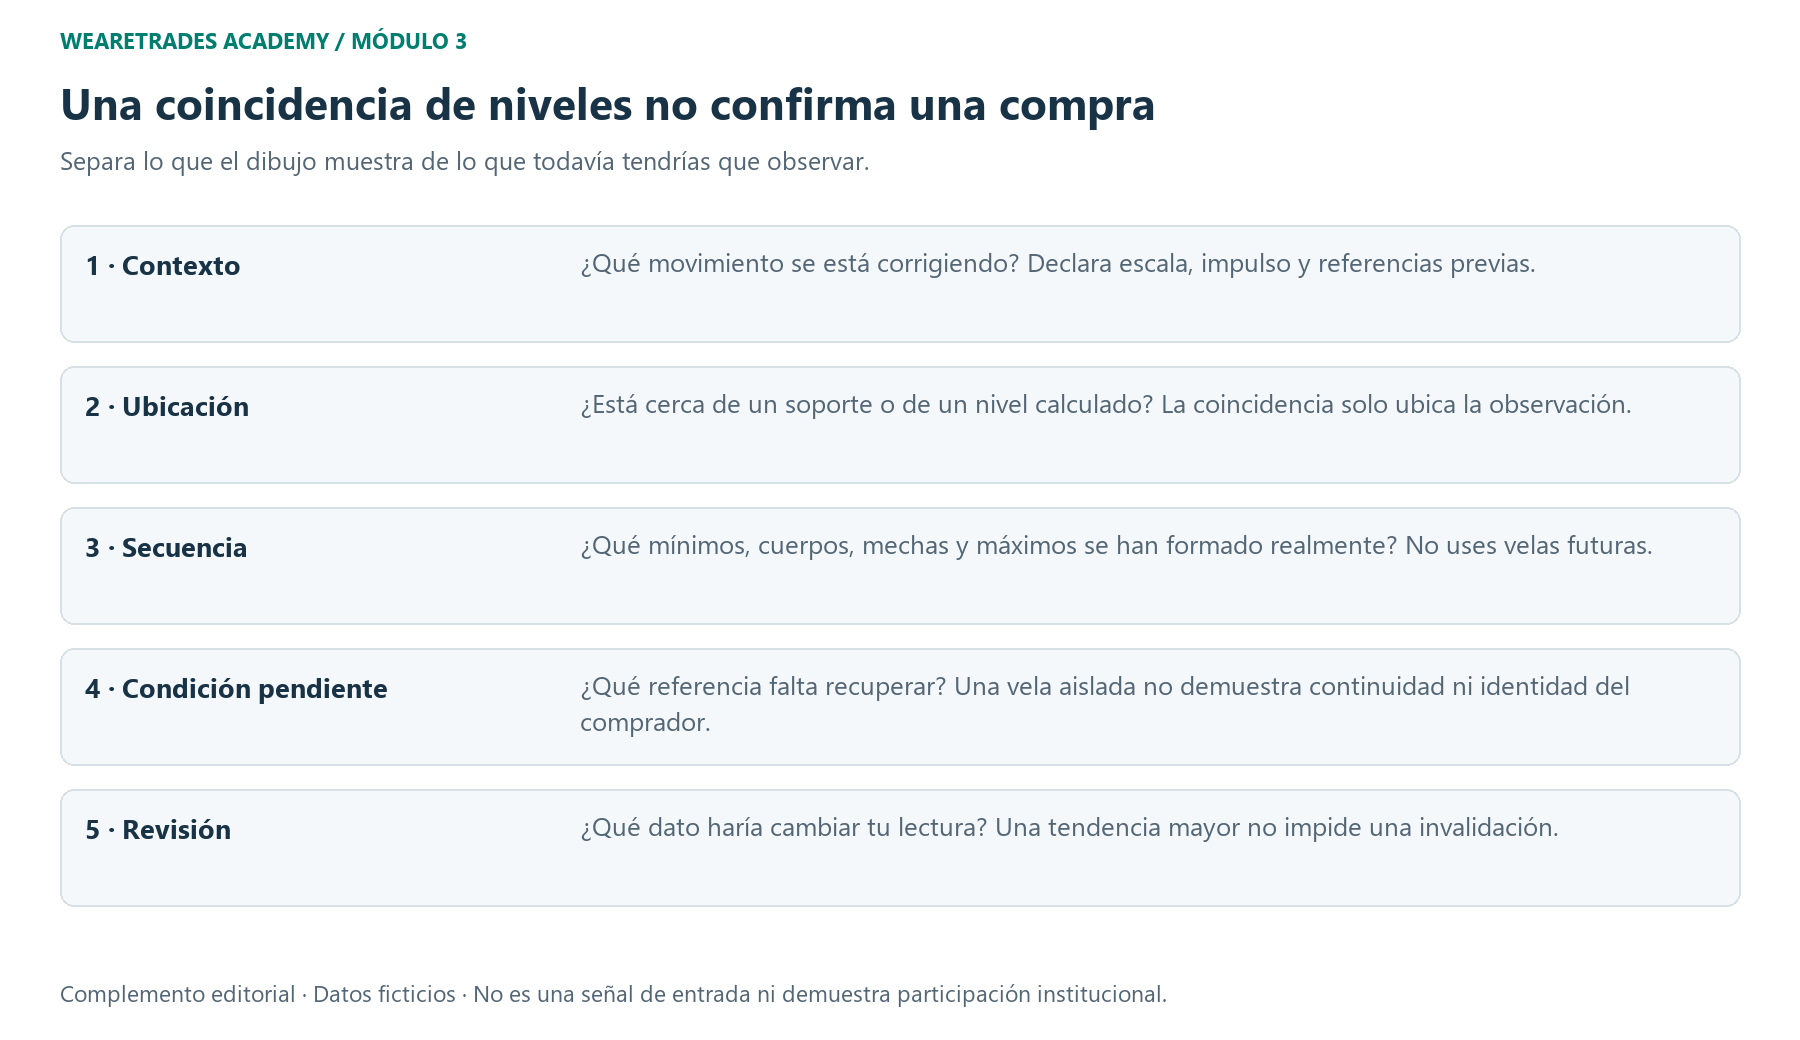 WEARETRADES ACADEMY / MÓDULO 3
Una coincidencia de niveles no confirma una compra
Separa lo que el dibujo muestra de lo que todavía tendrías que observar.
1 · Contexto
¿Qué movimiento se está corrigiendo? Declara escala, impulso y referencias previas.
2 · Ubicación
¿Está cerca de un soporte o de un nivel calculado? La coincidencia solo ubica la observación.
3 · Secuencia
¿Qué mínimos, cuerpos, mechas y máximos se han formado realmente? No uses velas futuras.
4 · Condición pendiente
¿Qué referencia falta recuperar? Una vela aislada no demuestra continuidad ni identidad del
comprador.
5 · Revisión
¿Qué dato haría cambiar tu lectura? Una tendencia mayor no impide una invalidación.
Complemento editorial · Datos ficticios · No es una señal de entrada ni demuestra participación institucional.